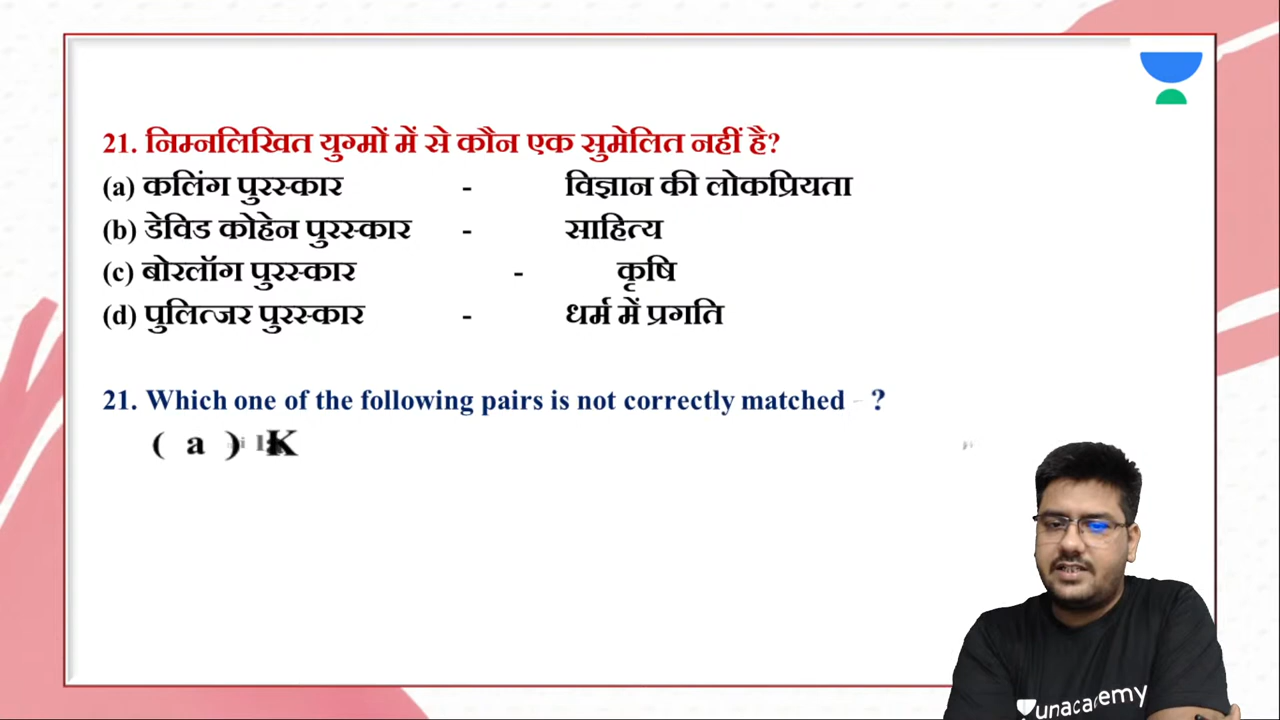 21. निम्नलिखित युग्मों में से कौन एक सुमेलित नहीं है?
(a) कलिंग पुरस्कार - विज्ञान की लोकप्रियता
(b) डेविड कोहेन पुरस्कार - साहित्य
(c) बोरलॉग पुरस्कार - कृषि
(d) पुलित्जर पुरस्कार - धर्म में प्रगति
21. Which one of the following pairs is not correctly matched - ?
( a ) K
unacademy